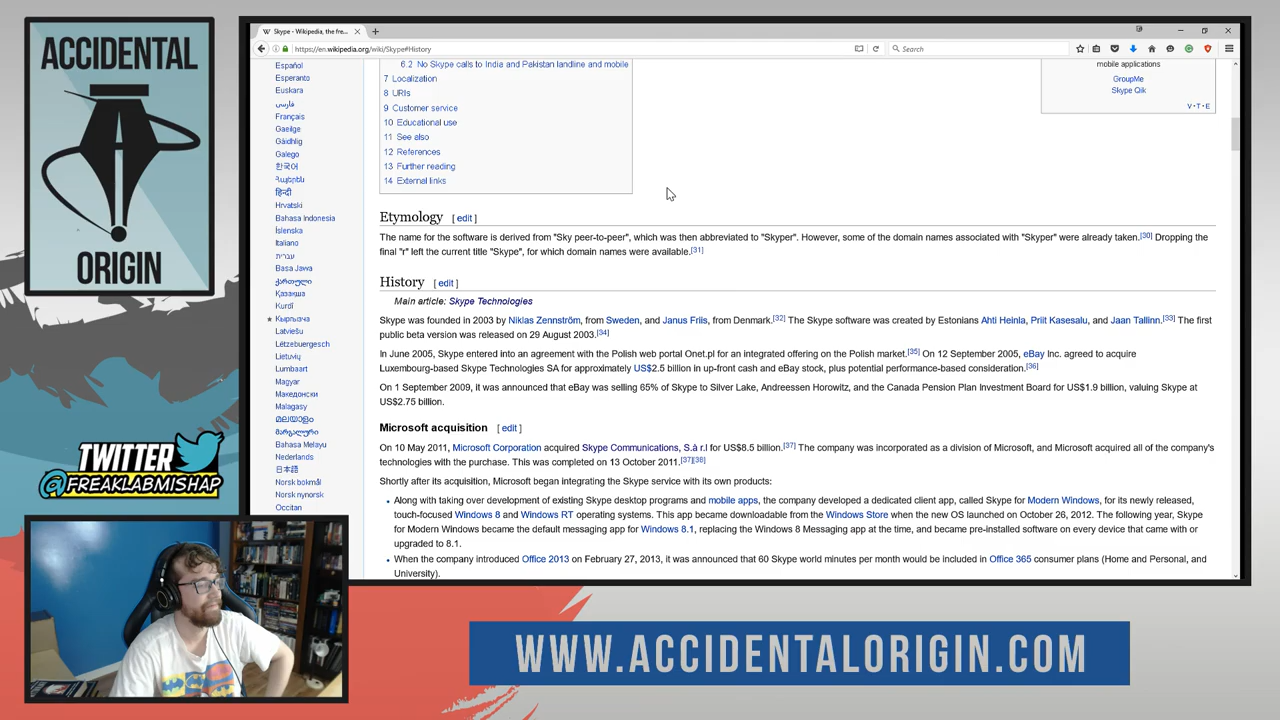 ACCIDENTAL
ORIGIN
TWITTER
@FREAKLABMISHAP
Skype - Wikipedia, the fre...
https://en.wikipedia.org/wiki/Skype#History
Search
Español
Esperanto
Euskara
فارسی
Français
Gaeilge
Gàidhlig
Galego
한국어
Հայերեն
हिन्दी
Hrvatski
Bahasa Indonesia
Íslenska
Italiano
עברית
Basa Jawa
ქართული
Қазақша
Kurdî
Кыргызча
Latviešu
Lëtzebuergesch
Lietuvių
Lumbaart
Magyar
Македонски
Malagasy
മലയാളം
მარგალური
Bahasa Melayu
Nederlands
日本語
Norsk bokmål
Norsk nynorsk
Occitan
6.2 No Skype calls to India and Pakistan landline and mobile
7 Localization
8 URIs
9 Customer service
10 Educational use
11 See also
12 References
13 Further reading
14 External links
mobile applications
GroupMe
Skype Qik
V · T · E
Etymology [ edit ]
The name for the software is derived from "Sky peer-to-peer", which was then abbreviated to "Skyper". However, some of the domain names associated with "Skyper" were already taken.[30] Dropping the
final "r" left the current title "Skype", for which domain names were available.[31]
History [ edit ]
Main article: Skype Technologies
Skype was founded in 2003 by Niklas Zennström, from Sweden, and Janus Friis, from Denmark.[32] The Skype software was created by Estonians Ahti Heinla, Priit Kasesalu, and Jaan Tallinn.[33] The first
public beta version was released on 29 August 2003.[34]
In June 2005, Skype entered into an agreement with the Polish web portal Onet.pl for an integrated offering on the Polish market.[35] On 12 September 2005, eBay Inc. agreed to acquire
Luxembourg-based Skype Technologies SA for approximately US$2.5 billion in up-front cash and eBay stock, plus potential performance-based consideration.[36]
On 1 September 2009, it was announced that eBay was selling 65% of Skype to Silver Lake, Andreessen Horowitz, and the Canada Pension Plan Investment Board for US$1.9 billion, valuing Skype at
US$2.75 billion.
Microsoft acquisition [ edit ]
On 10 May 2011, Microsoft Corporation acquired Skype Communications, S.à r.l for US$8.5 billion.[37] The company was incorporated as a division of Microsoft, and Microsoft acquired all of the company's
technologies with the purchase. This was completed on 13 October 2011.[37][38]
Shortly after its acquisition, Microsoft began integrating the Skype service with its own products:
• Along with taking over development of existing Skype desktop programs and mobile apps, the company developed a dedicated client app, called Skype for Modern Windows, for its newly released,
touch-focused Windows 8 and Windows RT operating systems. This app became downloadable from the Windows Store when the new OS launched on October 26, 2012. The following year, Skype
for Modern Windows became the default messaging app for Windows 8.1, replacing the Windows 8 Messaging app at the time, and became pre-installed software on every device that came with or
upgraded to 8.1.
• When the company introduced Office 2013 on February 27, 2013, it was announced that 60 Skype world minutes per month would be included in Office 365 consumer plans (Home and Personal, and
University).
WWW.ACCIDENTALORIGIN.COM